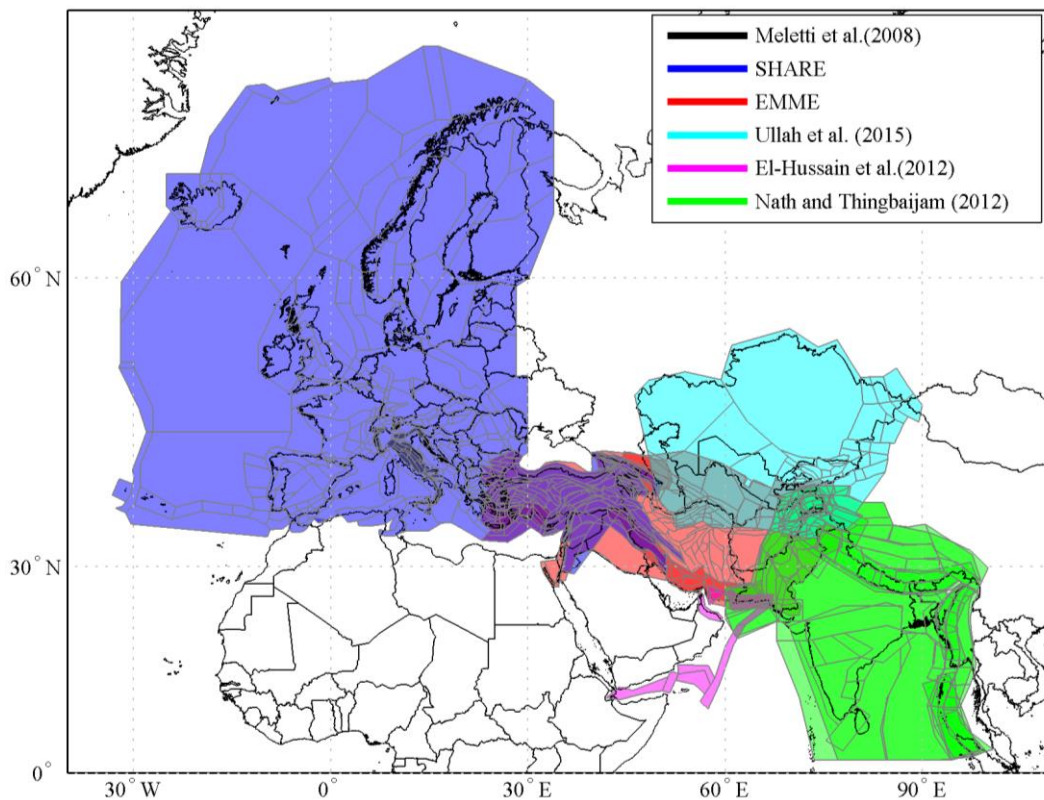 Meletti et al.(2008)
SHARE
EMME
Ullah et al. (2015)
El-Hussain et al.(2012)
Nath and Thingbaijam (2012)
60°N
30°N
0°
30°W
0°
30°E
60°E
90°E